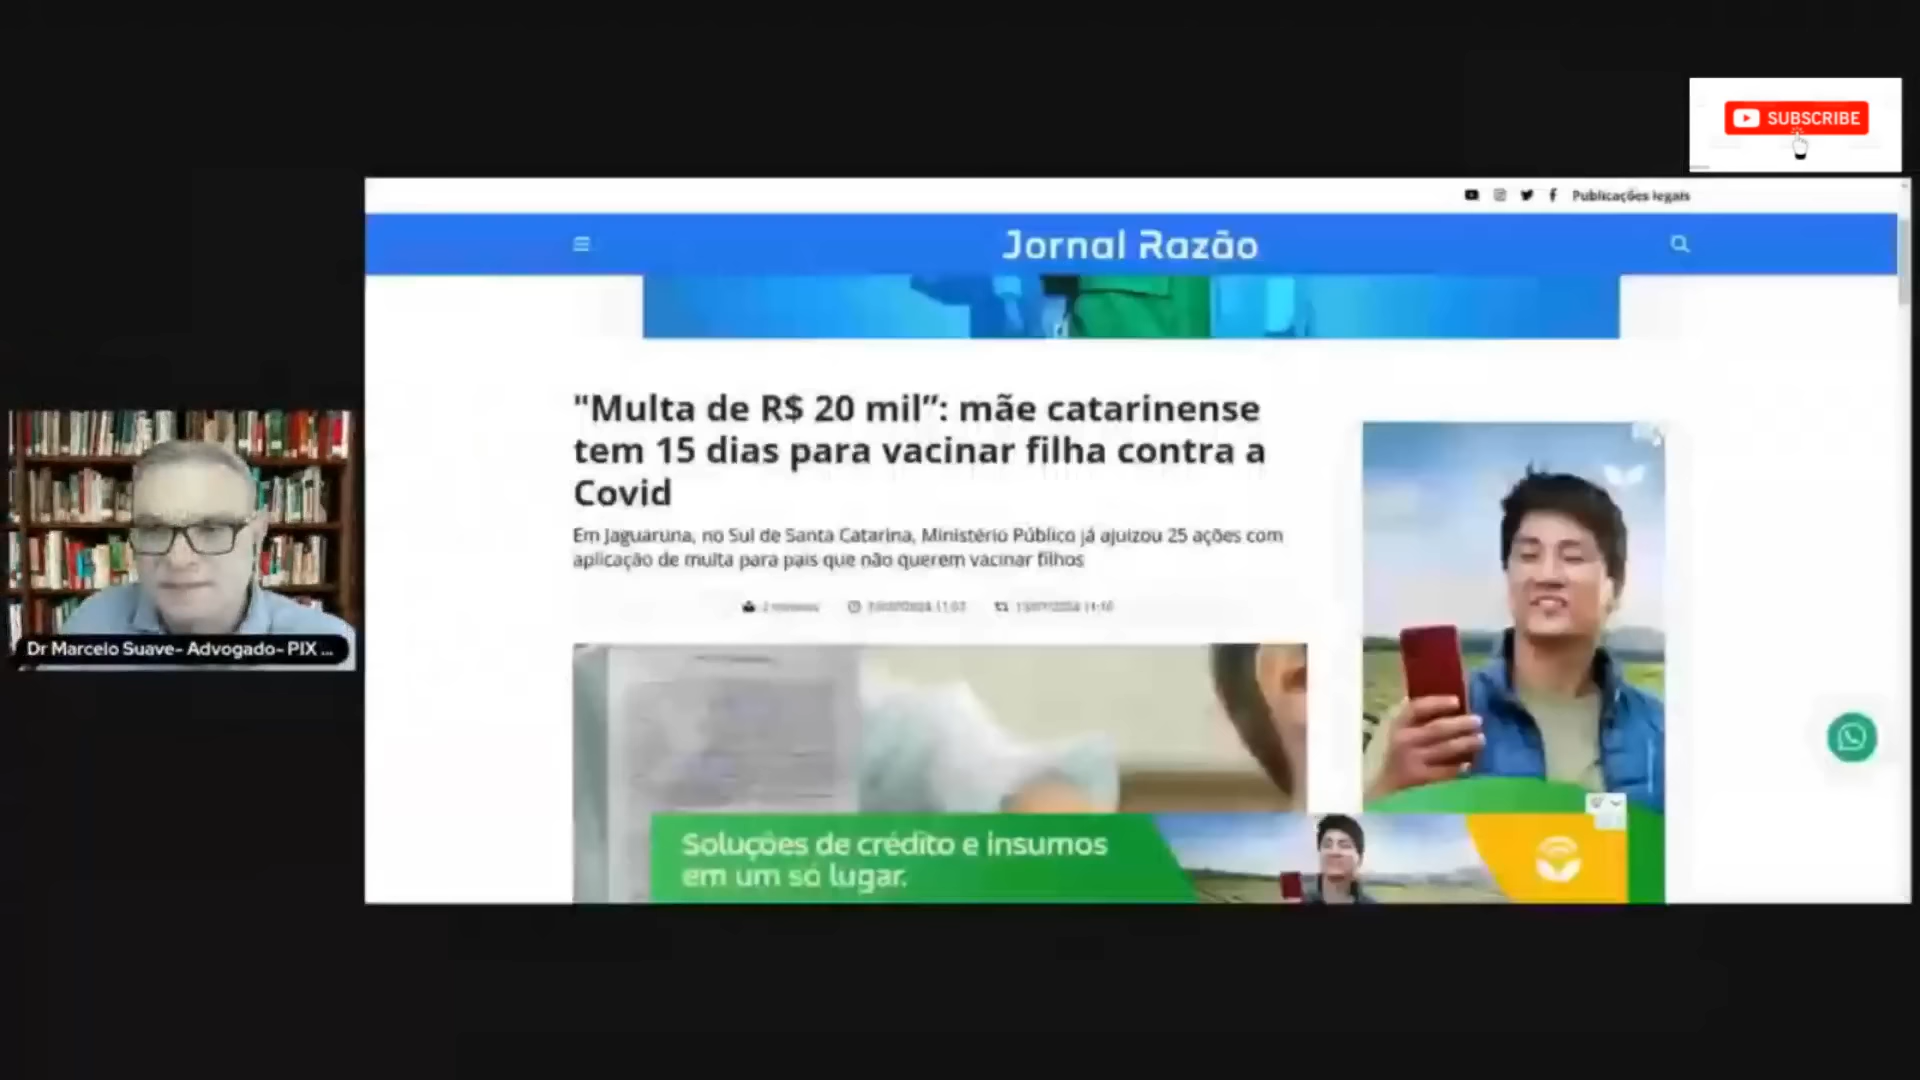 SUBSCRIBE
Publicações legais
Jornal Razão
"Multa de R$ 20 mil”: mãe catarinense
tem 15 dias para vacinar filha contra a
Covid
Em Jaguaruna, no Sul de Santa Catarina, Ministério Público já ajuizou 25 ações com
aplicação de multa para pais que não querem vacinar filhos
Dr Marcelo Suave- Advogado- PIX ...
Soluções de crédito e insumos
em um só lugar.